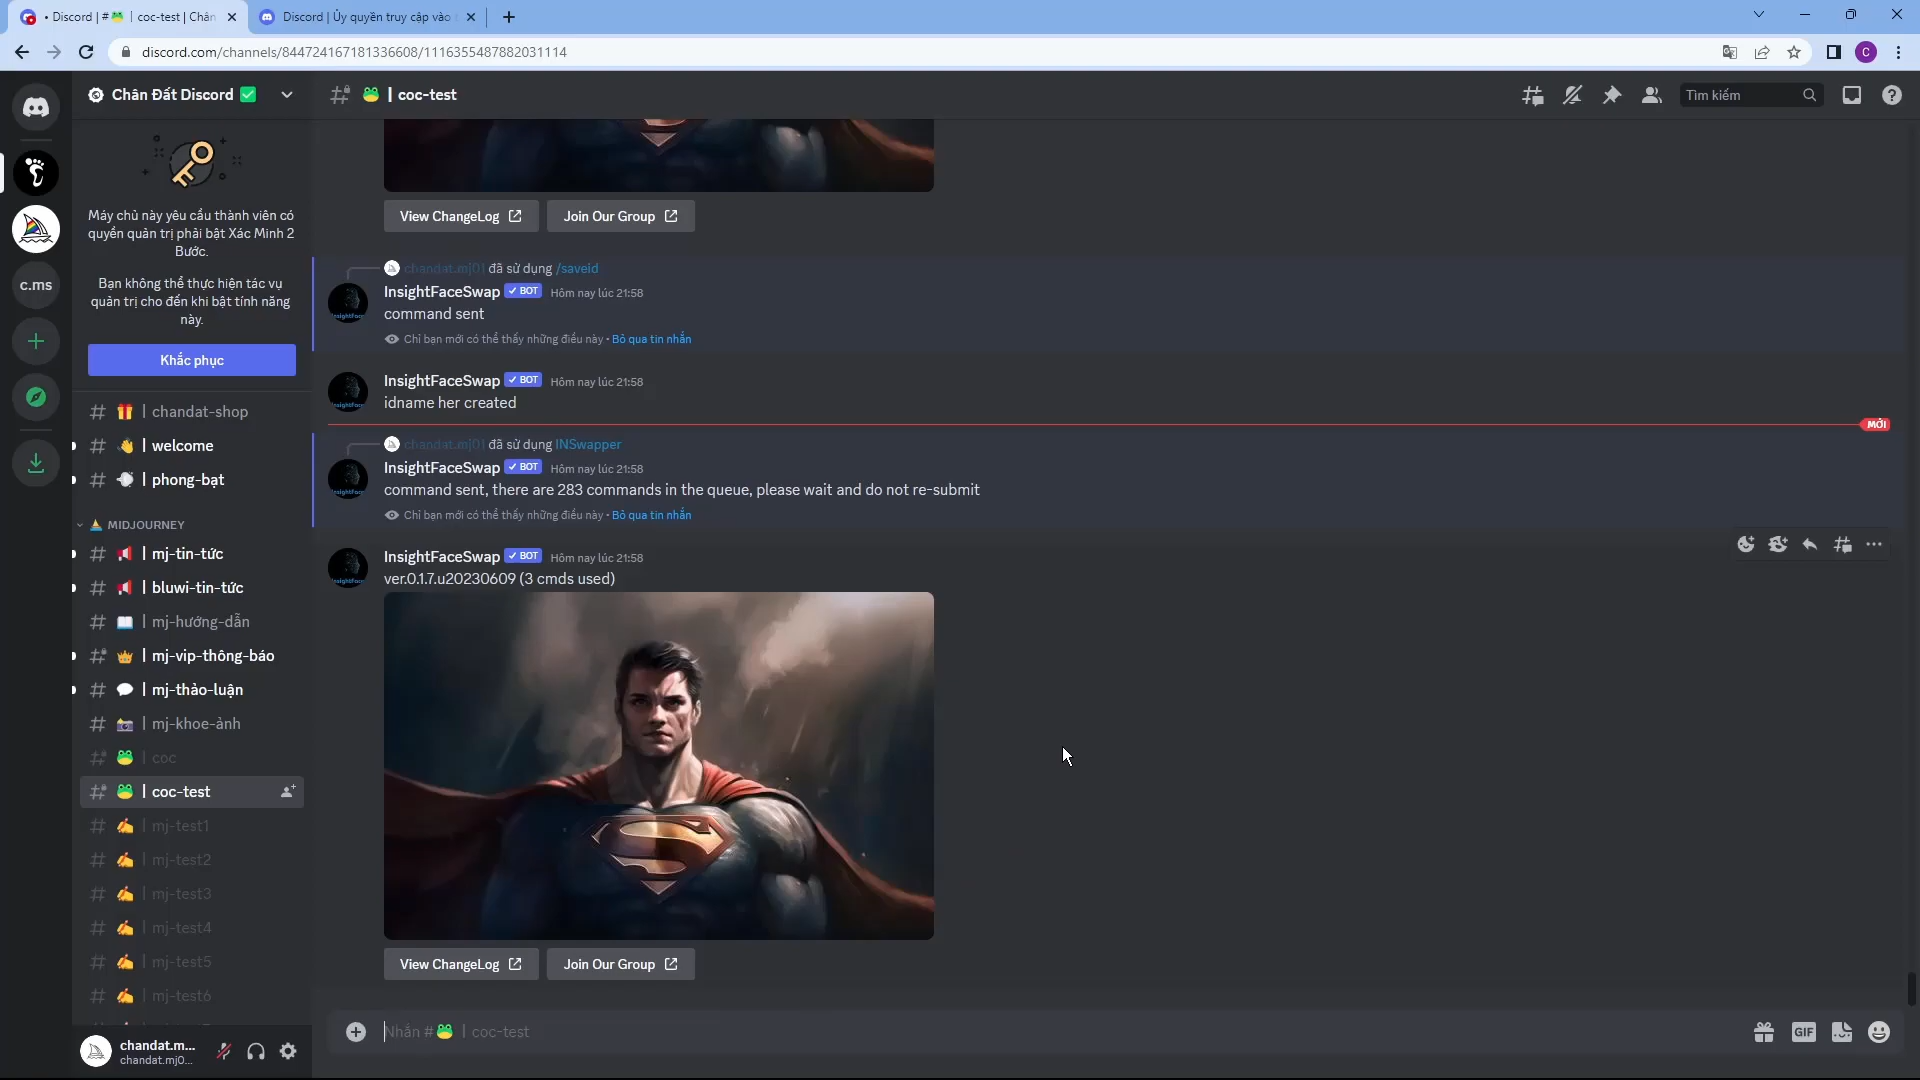 • Discord | #🐸 | coc-test | Chân
Discord | Ủy quyền truy cập vào
discord.com/channels/844724167181336608/1116355487882031114
C
Chân Đất Discord
🐸 | coc-test
Tìm kiếm
Máy chủ này yêu cầu thành viên có
quyền quản trị phải bật Xác Minh 2
Bước.
Bạn không thể thực hiện tác vụ
quản trị cho đến khi bật tính năng
này.
Khắc phục
c.ms
# 🎁 | chandat-shop
# 👋 | welcome
# | phong-bạt
MIDJOURNEY
# 📢 | mj-tin-tức
# 📢 | bluwi-tin-tức
# 📖 | mj-hướng-dẫn
# 👑 | mj-vip-thông-báo
# 💬 | mj-thảo-luận
# 📸 | mj-khoe-ảnh
# 🐸 | coc
# 🐸 | coc-test
# ✍ | mj-test1
# ✍ | mj-test2
# ✍ | mj-test3
# ✍ | mj-test4
# ✍ | mj-test5
# ✍ | mj-test6
chandat.m...
chandat.mj0...
View ChangeLog
Join Our Group
chandat.mj01 đã sử dụng /saveid
InsightFaceSwap ✓ BOT Hôm nay lúc 21:58
command sent
Chỉ bạn mới có thể thấy những điều này • Bỏ qua tin nhắn
InsightFaceSwap ✓ BOT Hôm nay lúc 21:58
idname her created
MỚI
chandat.mj01 đã sử dụng INSwapper
InsightFaceSwap ✓ BOT Hôm nay lúc 21:58
command sent, there are 283 commands in the queue, please wait and do not re-submit
Chỉ bạn mới có thể thấy những điều này • Bỏ qua tin nhắn
InsightFaceSwap ✓ BOT Hôm nay lúc 21:58
ver.0.1.7.u20230609 (3 cmds used)
S
View ChangeLog
Join Our Group
Nhắn #🐸 | coc-test
GIF